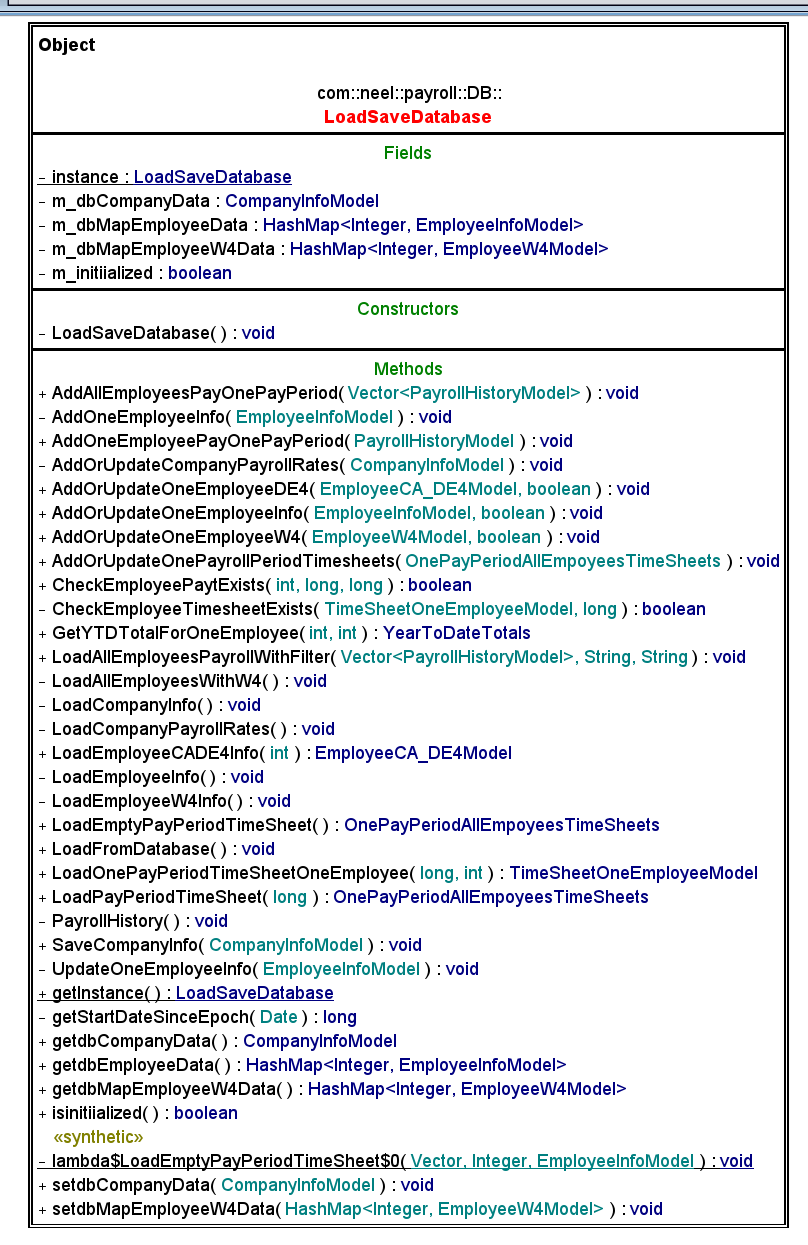 Object
com::neel::payroll::DB::
LoadSaveDatabase
Fields
- instance : LoadSaveDatabase
- m_dbCompanyData : CompanyInfoModel
- m_dbMapEmployeeData : HashMap<Integer, EmployeeInfoModel>
- m_dbMapEmployeeW4Data : HashMap<Integer, EmployeeW4Model>
- m_initiialized : boolean
Constructors
- LoadSaveDatabase( ) : void
Methods
+ AddAllEmployeesPayOnePayPeriod( Vector<PayrollHistoryModel> ) : void
- AddOneEmployeeInfo( EmployeeInfoModel ) : void
+ AddOneEmployeePayOnePayPeriod( PayrollHistoryModel ) : void
- AddOrUpdateCompanyPayrollRates( CompanyInfoModel ) : void
+ AddOrUpdateOneEmployeeDE4( EmployeeCA_DE4Model, boolean ) : void
+ AddOrUpdateOneEmployeeInfo( EmployeeInfoModel, boolean ) : void
+ AddOrUpdateOneEmployeeW4( EmployeeW4Model, boolean ) : void
+ AddOrUpdateOnePayrollPeriodTimesheets( OnePayPeriodAllEmpoyeesTimeSheets ) : void
+ CheckEmployeePaytExists( int, long, long ) : boolean
- CheckEmployeeTimesheetExists( TimeSheetOneEmployeeModel, long ) : boolean
+ GetYTDTotalForOneEmployee( int, int ) : YearToDateTotals
+ LoadAllEmployeesPayrollWithFilter( Vector<PayrollHistoryModel>, String, String ) : void
- LoadAllEmployeesWithW4( ) : void
- LoadCompanyInfo( ) : void
- LoadCompanyPayrollRates( ) : void
+ LoadEmployeeCADE4Info( int ) : EmployeeCA_DE4Model
- LoadEmployeeInfo( ) : void
- LoadEmployeeW4Info( ) : void
+ LoadEmptyPayPeriodTimeSheet( ) : OnePayPeriodAllEmpoyeesTimeSheets
+ LoadFromDatabase( ) : void
+ LoadOnePayPeriodTimeSheetOneEmployee( long, int ) : TimeSheetOneEmployeeModel
+ LoadPayPeriodTimeSheet( long ) : OnePayPeriodAllEmpoyeesTimeSheets
- PayrollHistory( ) : void
+ SaveCompanyInfo( CompanyInfoModel ) : void
- UpdateOneEmployeeInfo( EmployeeInfoModel ) : void
+ getInstance( ) : LoadSaveDatabase
- getStartDateSinceEpoch( Date ) : long
+ getdbCompanyData( ) : CompanyInfoModel
+ getdbEmployeeData( ) : HashMap<Integer, EmployeeInfoModel>
+ getdbMapEmployeeW4Data( ) : HashMap<Integer, EmployeeW4Model>
+ isinitiialized( ) : boolean
«synthetic»
- lambda$LoadEmptyPayPeriodTimeSheet$0( Vector, Integer, EmployeeInfoModel ) : void
+ setdbCompanyData( CompanyInfoModel ) : void
+ setdbMapEmployeeW4Data( HashMap<Integer, EmployeeW4Model> ) : void